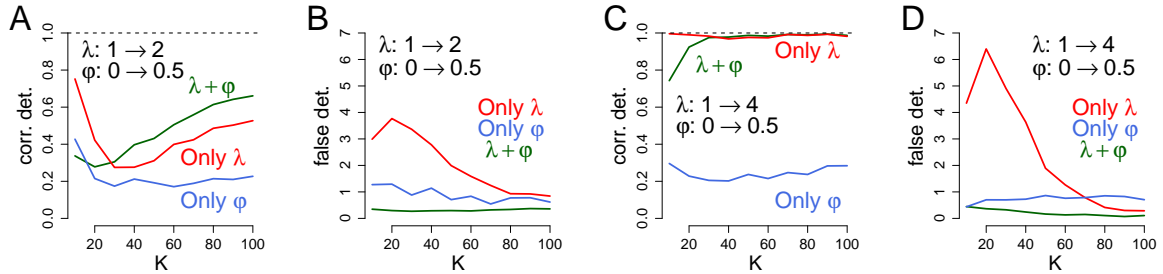 A
corr. det.
1.0
0.8
0.6
0.4
0.2
0.0
λ: 1 → 2
φ: 0 → 0.5
λ + φ
Only λ
Only φ
20 40 60 80 100
K
B
false det.
7
6
5
4
3
2
1
0
λ: 1 → 2
φ: 0 → 0.5
Only λ
Only φ
λ + φ
20 40 60 80 100
K
C
corr. det.
1.0
0.8
0.6
0.4
0.2
0.0
Only λ
λ + φ
λ: 1 → 4
φ: 0 → 0.5
Only φ
20 40 60 80 100
K
D
false det.
7
6
5
4
3
2
1
0
λ: 1 → 4
φ: 0 → 0.5
Only λ
Only φ
λ + φ
20 40 60 80 100
K